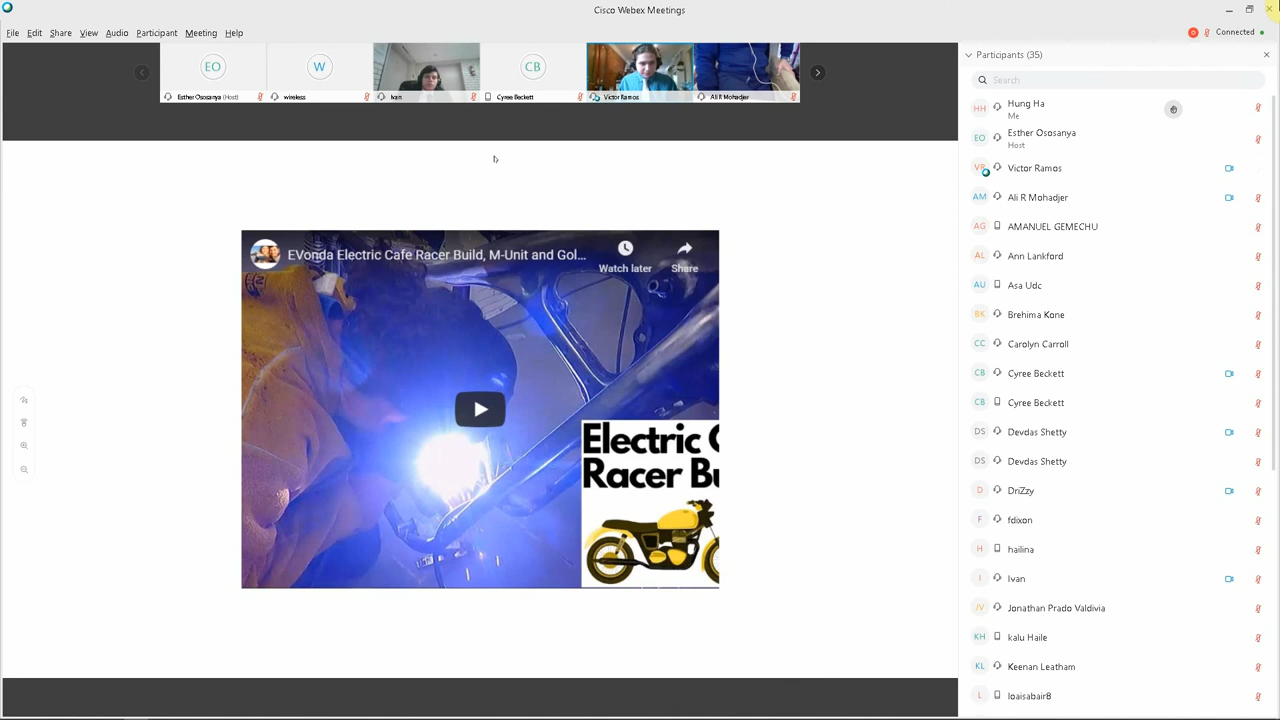 Cisco Webex Meetings
File Edit Share View Audio Participant Meeting Help
Connected
EO
Esther Ososanya (Host)
W
wireless
Ivan
CB
Cyree Beckett
Victor Ramos
Ali R Mohadjer
EVonda Electric Cafe Racer Build, M-Unit and Gol...
Watch later
Share
Electric C
Racer Bu
Participants (35)
Search
HH
Hung Ha
Me
EO
Esther Ososanya
Host
VR
Victor Ramos
AM
Ali R Mohadjer
AG
AMANUEL GEMECHU
AL
Ann Lankford
AU
Asa Udc
BK
Brehima Kone
CC
Carolyn Carroll
CB
Cyree Beckett
CB
Cyree Beckett
DS
Devdas Shetty
DS
Devdas Shetty
D
DriZzy
F
fdixon
H
hailina
I
Ivan
JV
Jonathan Prado Valdivia
KH
kalu Haile
KL
Keenan Leatham
L
loaisabair8